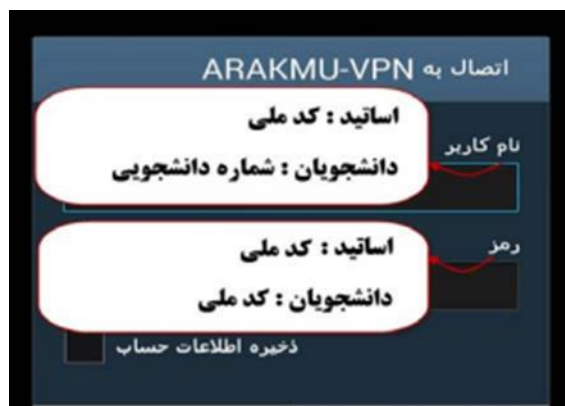 اتصال به ARAKMU-VPN
نام کاربر
اساتید : کد ملی
دانشجویان : شماره دانشجویی
رمز
اساتید : کد ملی
دانشجویان : کد ملی
ذخیره اطلاعات حساب